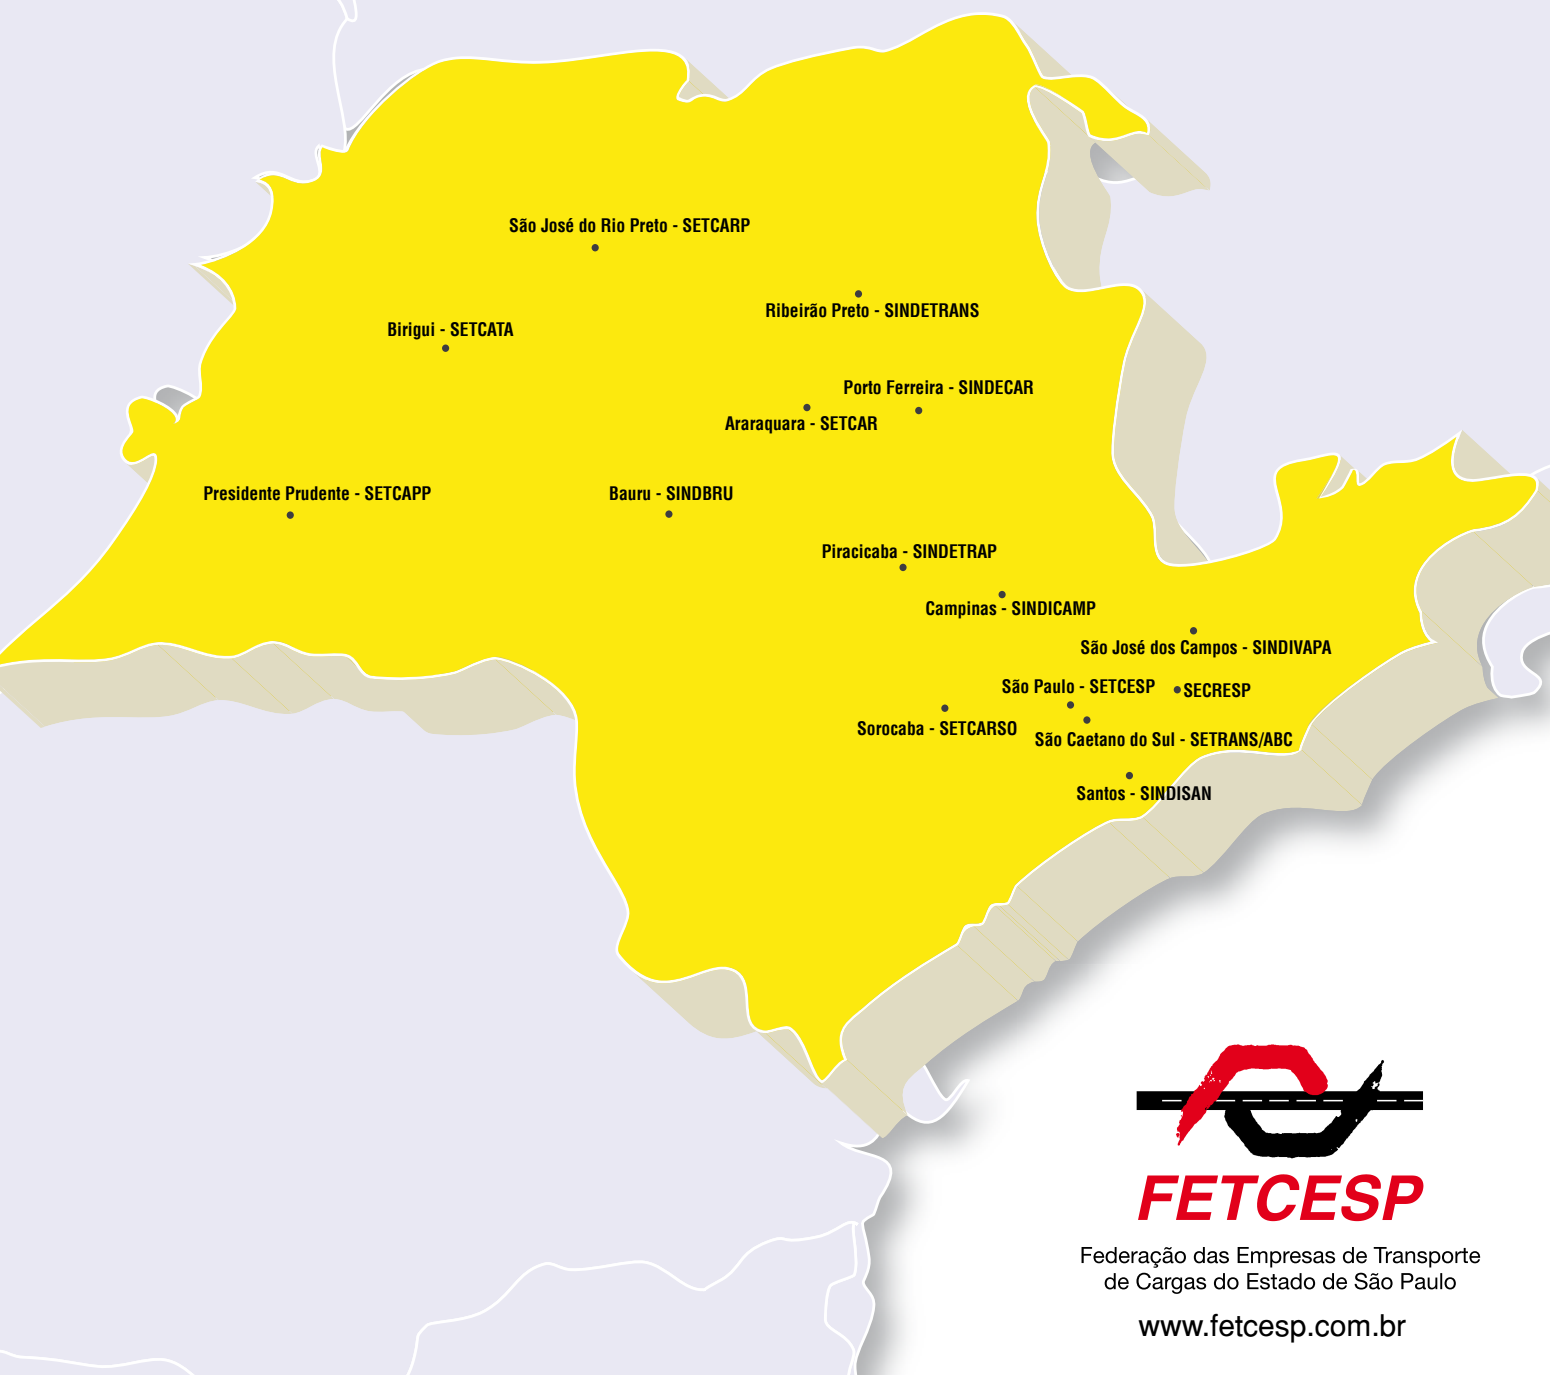 São José do Rio Preto - SETCARP
Ribeirão Preto - SINDETRANS
Birigui - SETCATA
Porto Ferreira - SINDECAR
Araraquara - SETCAR
Presidente Prudente - SETCAPP
Bauru - SINDBRU
Piracicaba - SINDETRAP
Campinas - SINDICAMP
São José dos Campos - SINDIVAPA
São Paulo - SETCESP
SECRESP
Sorocaba - SETCARSO
São Caetano do Sul - SETRANS/ABC
Santos - SINDISAN
FETCESP
Federação das Empresas de Transporte
de Cargas do Estado de São Paulo
www.fetcesp.com.br